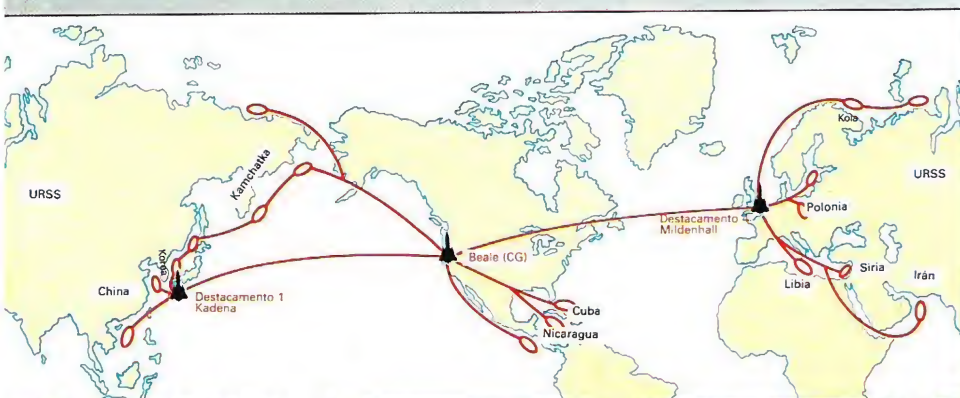 URSS
Kamchatka
Korea
China
Destacamento 1
Kadena
Beale (CG)
Cuba
Nicaragua
Destacamento 4
Mildenhall
Kola
URSS
Polonia
Siria
Irán
Libia